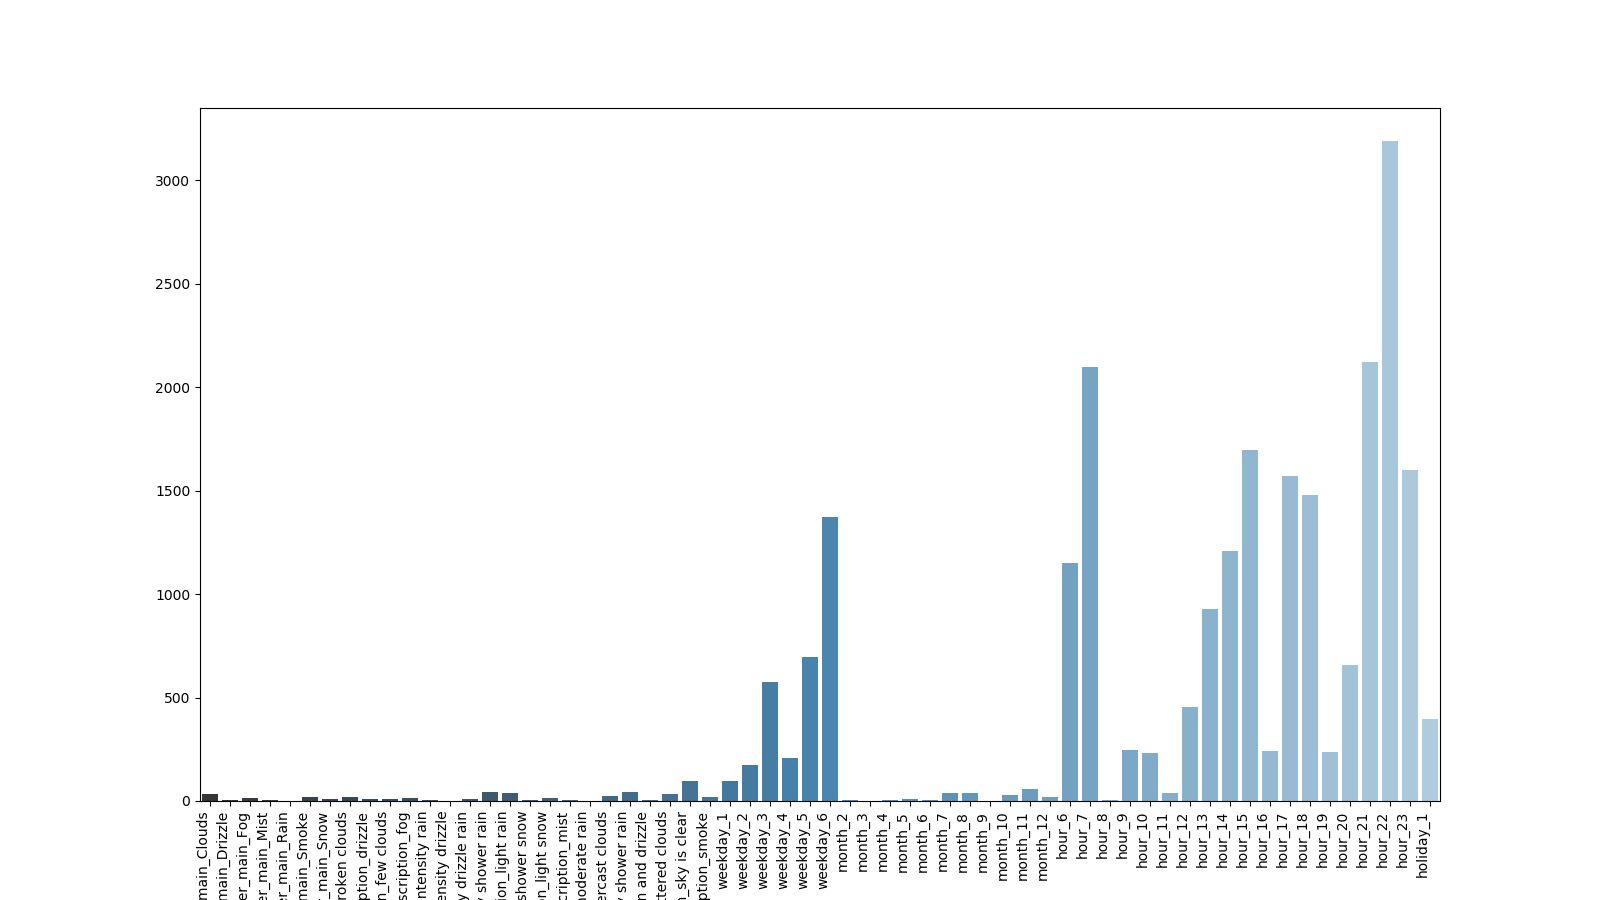 3000
2500
2000
1500
1000
500
0
main_Clouds
main_Drizzle
er_main_Fog
er_main_Mist
er_main_Rain
main_Smoke
r_main_Snow
roken clouds
ption_drizzle
n_few clouds
scription_fog
ntensity rain
ensity drizzle
y drizzle rain
y shower rain
ion_light rain
shower snow
on_light snow
cription_mist
noderate rain
ercast clouds
y shower rain
n and drizzle
ttered clouds
n_sky is clear
ption_smoke
weekday_1
weekday_2
weekday_3
weekday_4
weekday_5
weekday_6
month_2
month_3
month_4
month_5
month_6
month_7
month_8
month_9
month_10
month_11
month_12
hour_6
hour_7
hour_8
hour_9
hour_10
hour_11
hour_12
hour_13
hour_14
hour_15
hour_16
hour_17
hour_18
hour_19
hour_20
hour_21
hour_22
hour_23
holiday_1